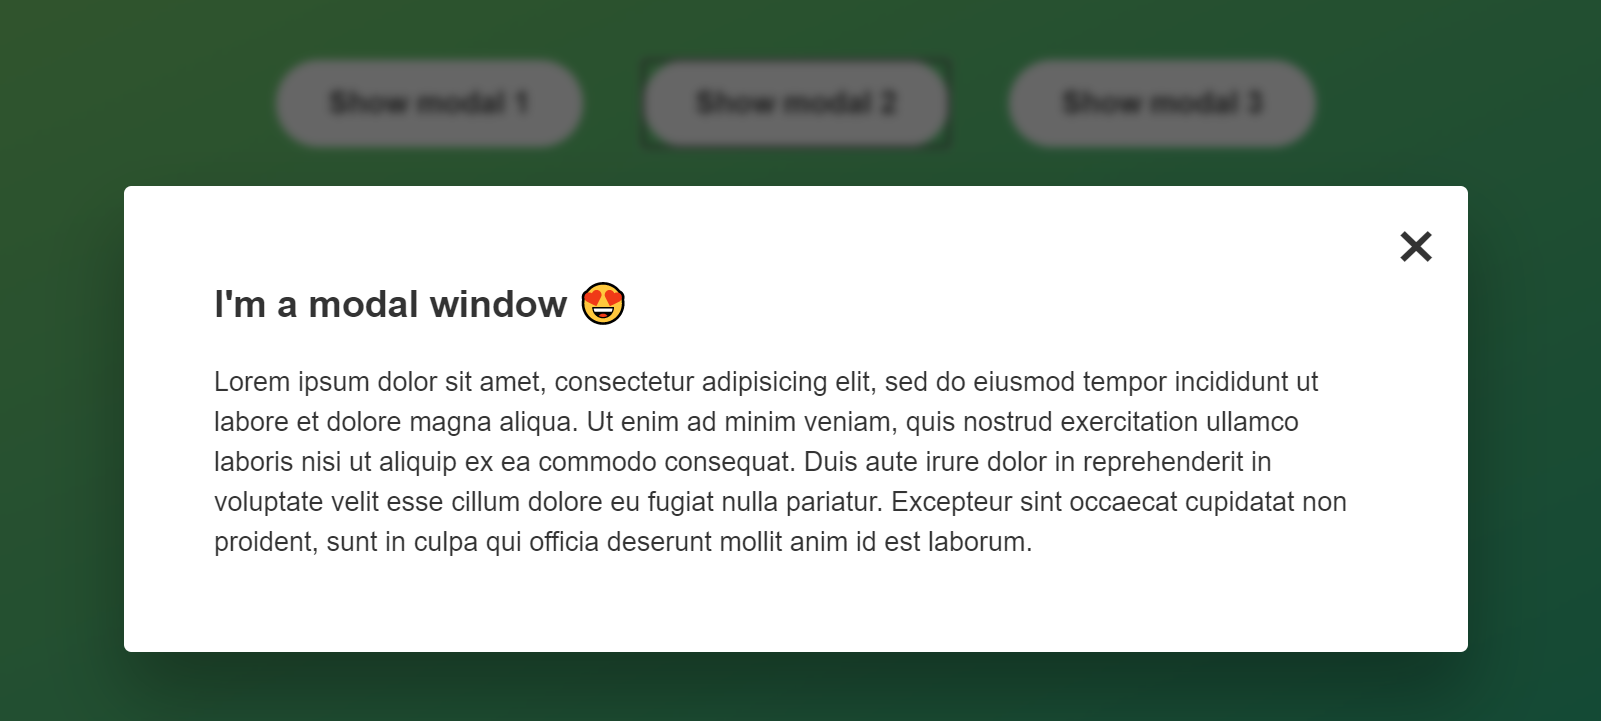 Show modal 1
Show modal 2
Show modal 3
×
I'm a modal window 😍
Lorem ipsum dolor sit amet, consectetur adipisicing elit, sed do eiusmod tempor incididunt ut
labore et dolore magna aliqua. Ut enim ad minim veniam, quis nostrud exercitation ullamco
laboris nisi ut aliquip ex ea commodo consequat. Duis aute irure dolor in reprehenderit in
voluptate velit esse cillum dolore eu fugiat nulla pariatur. Excepteur sint occaecat cupidatat non
proident, sunt in culpa qui officia deserunt mollit anim id est laborum.